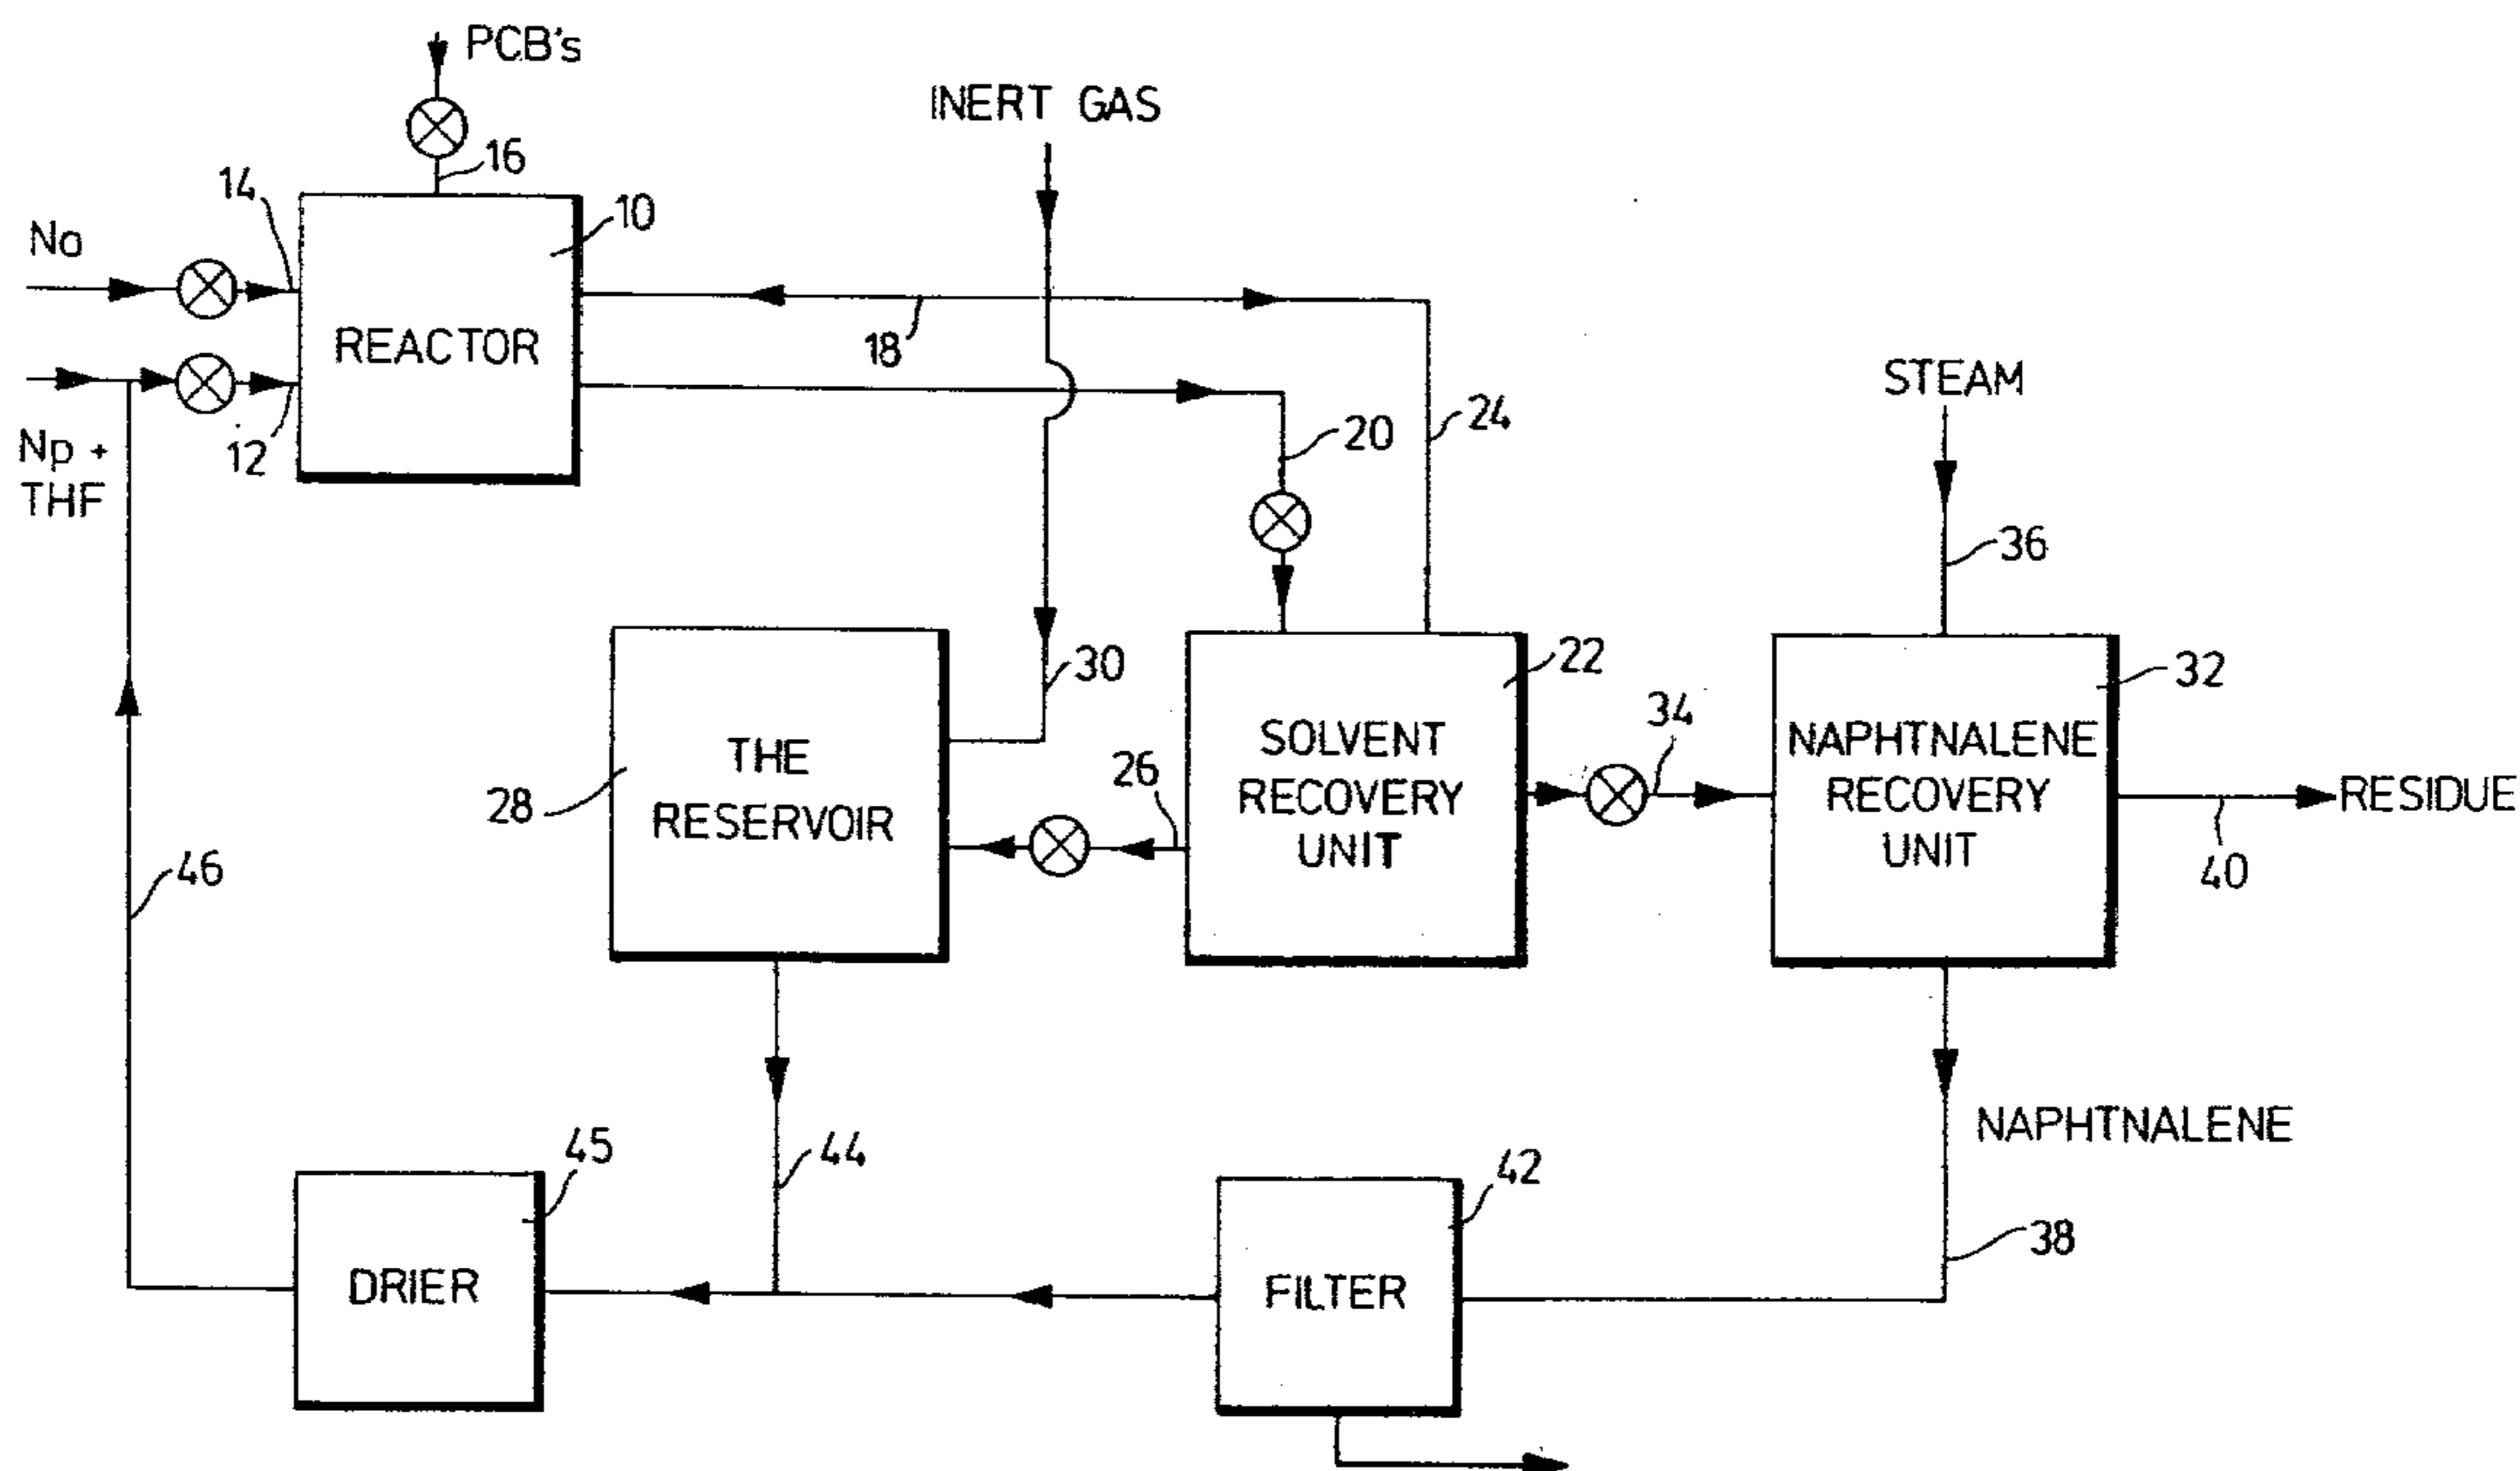 PCB's
INERT GAS
16
14
10
No
REACTOR
18
STEAM
24
20
Np +
THF
12
36
30
22
32
34
THE
RESERVOIR
28
26
SOLVENT
RECOVERY
UNIT
NAPHTNALENE
RECOVERY
UNIT
RESIDUE
40
46
44
45
42
NAPHTNALENE
38
DRIER
FILTER